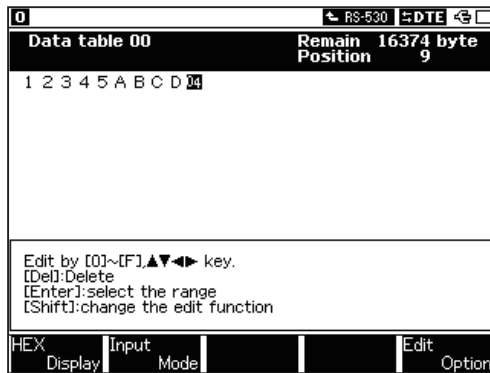 0 RS-530 DTE
Data table 00 Remain 16374 byte
Position 9
1 2 3 4 5 A B C D 04
Edit by [0]~[F],▲▼◀▶ key.
[Del]:Delete
[Enter]:select the range
[Shift]:change the edit function
HEX Input Edit
Display Mode Option